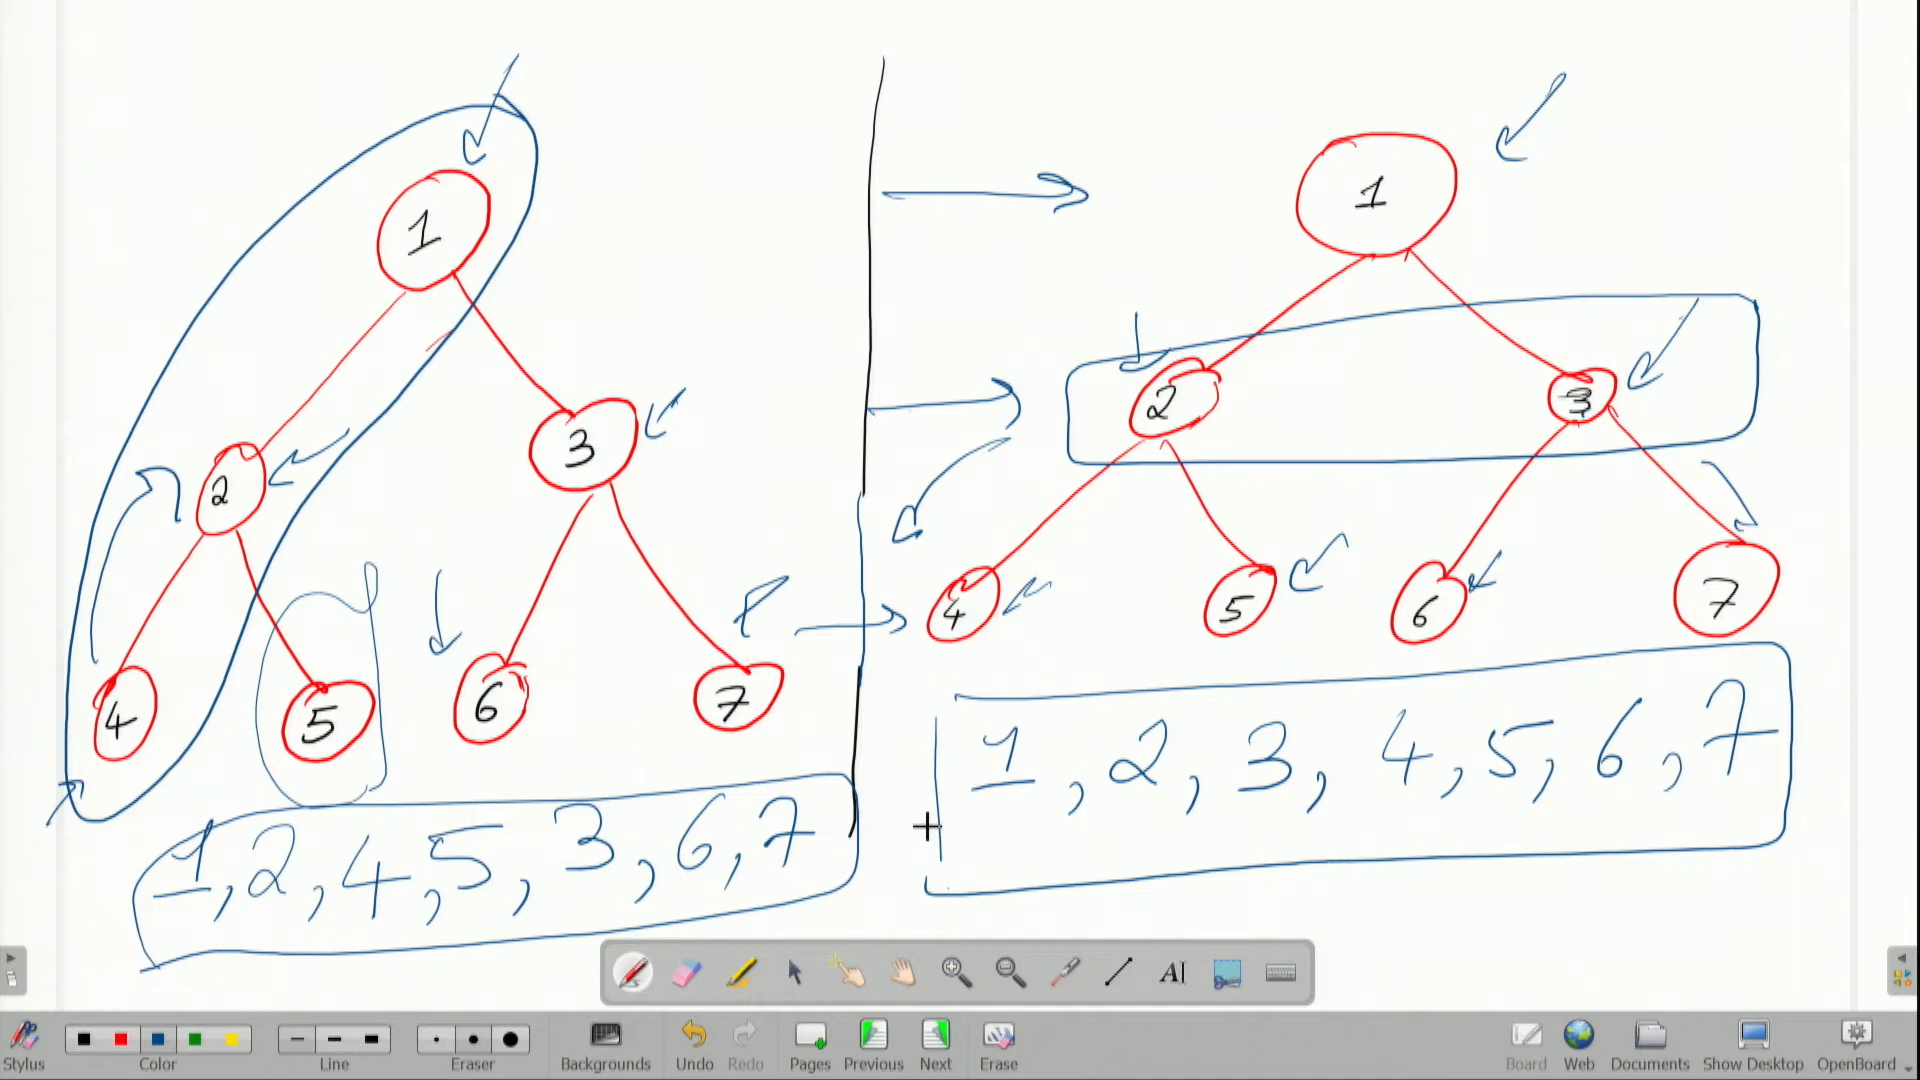 1
2
3
4
5
6
7
1,2,4,5,3,6,7
1
2
3
4
5
6
7
1,2,3,4,5,6,7
Stylus
Color
Line
Eraser
Backgrounds
Undo
Redo
Pages
Previous
Next
Erase
Board
Web
Documents
Show Desktop
OpenBoard